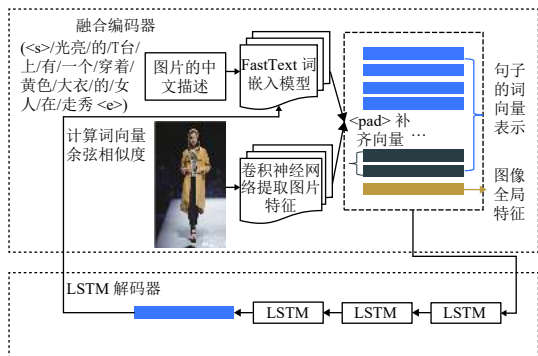 融合编码器
(<s>/光亮/的/T台/
上/有/一个/穿着/
黄色/大衣/的/女
人/在/走秀 <e>)
图片的中
文描述
FastText 词
嵌入模型
计算词向量
余弦相似度
卷积神经网
络提取图片
特征
<pad> 补
齐向量
…
句子
的词
向量
表示
图像
全局
特征
LSTM 解码器
LSTM
LSTM
LSTM